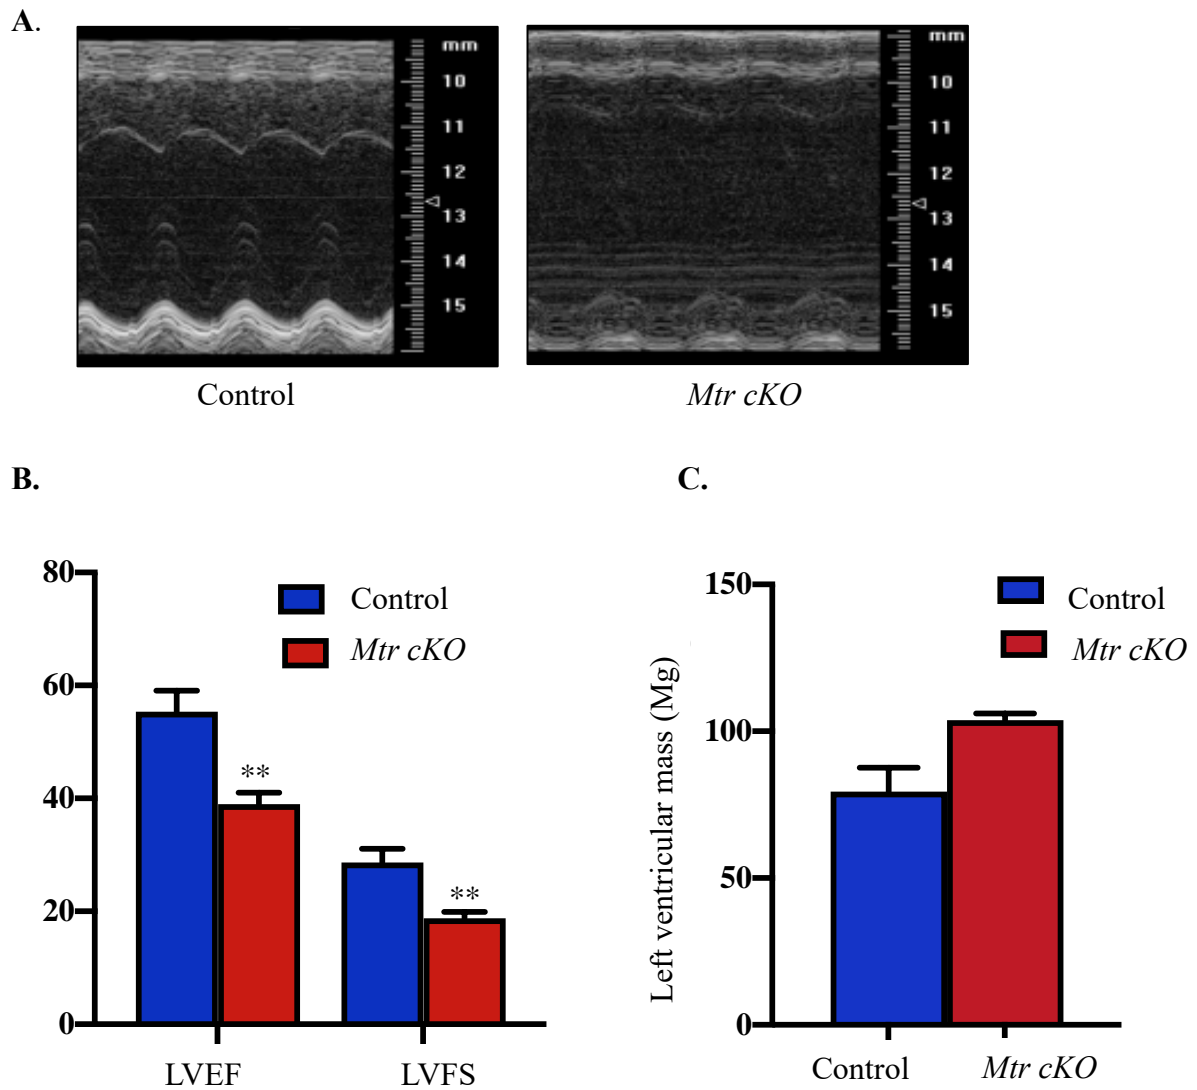 A.
mm
10
11
12
13
14
15
mm
10
11
12
13
14
15
Control
Mtr cKO
B.
80
60
40
20
0
Control
Mtr cKO
**
**
LVEF
LVFS
C.
Left ventricular mass (Mg)
150
100
50
0
Control
Mtr cKO
Control
Mtr cKO